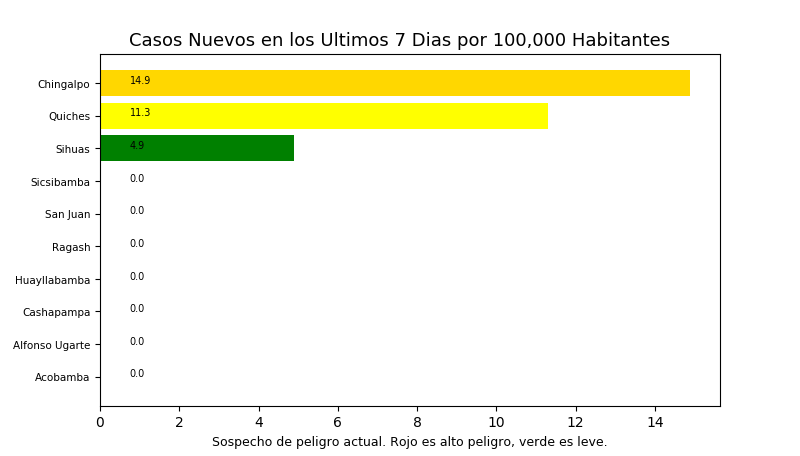 Casos Nuevos en los Ultimos 7 Dias por 100,000 Habitantes
Chingalpo 14.9
Quiches 11.3
Sihuas 4.9
Sicsibamba 0.0
San Juan 0.0
Ragash 0.0
Huayllabamba 0.0
Cashapampa 0.0
Alfonso Ugarte 0.0
Acobamba 0.0
0 2 4 6 8 10 12 14
Sospecho de peligro actual. Rojo es alto peligro, verde es leve.